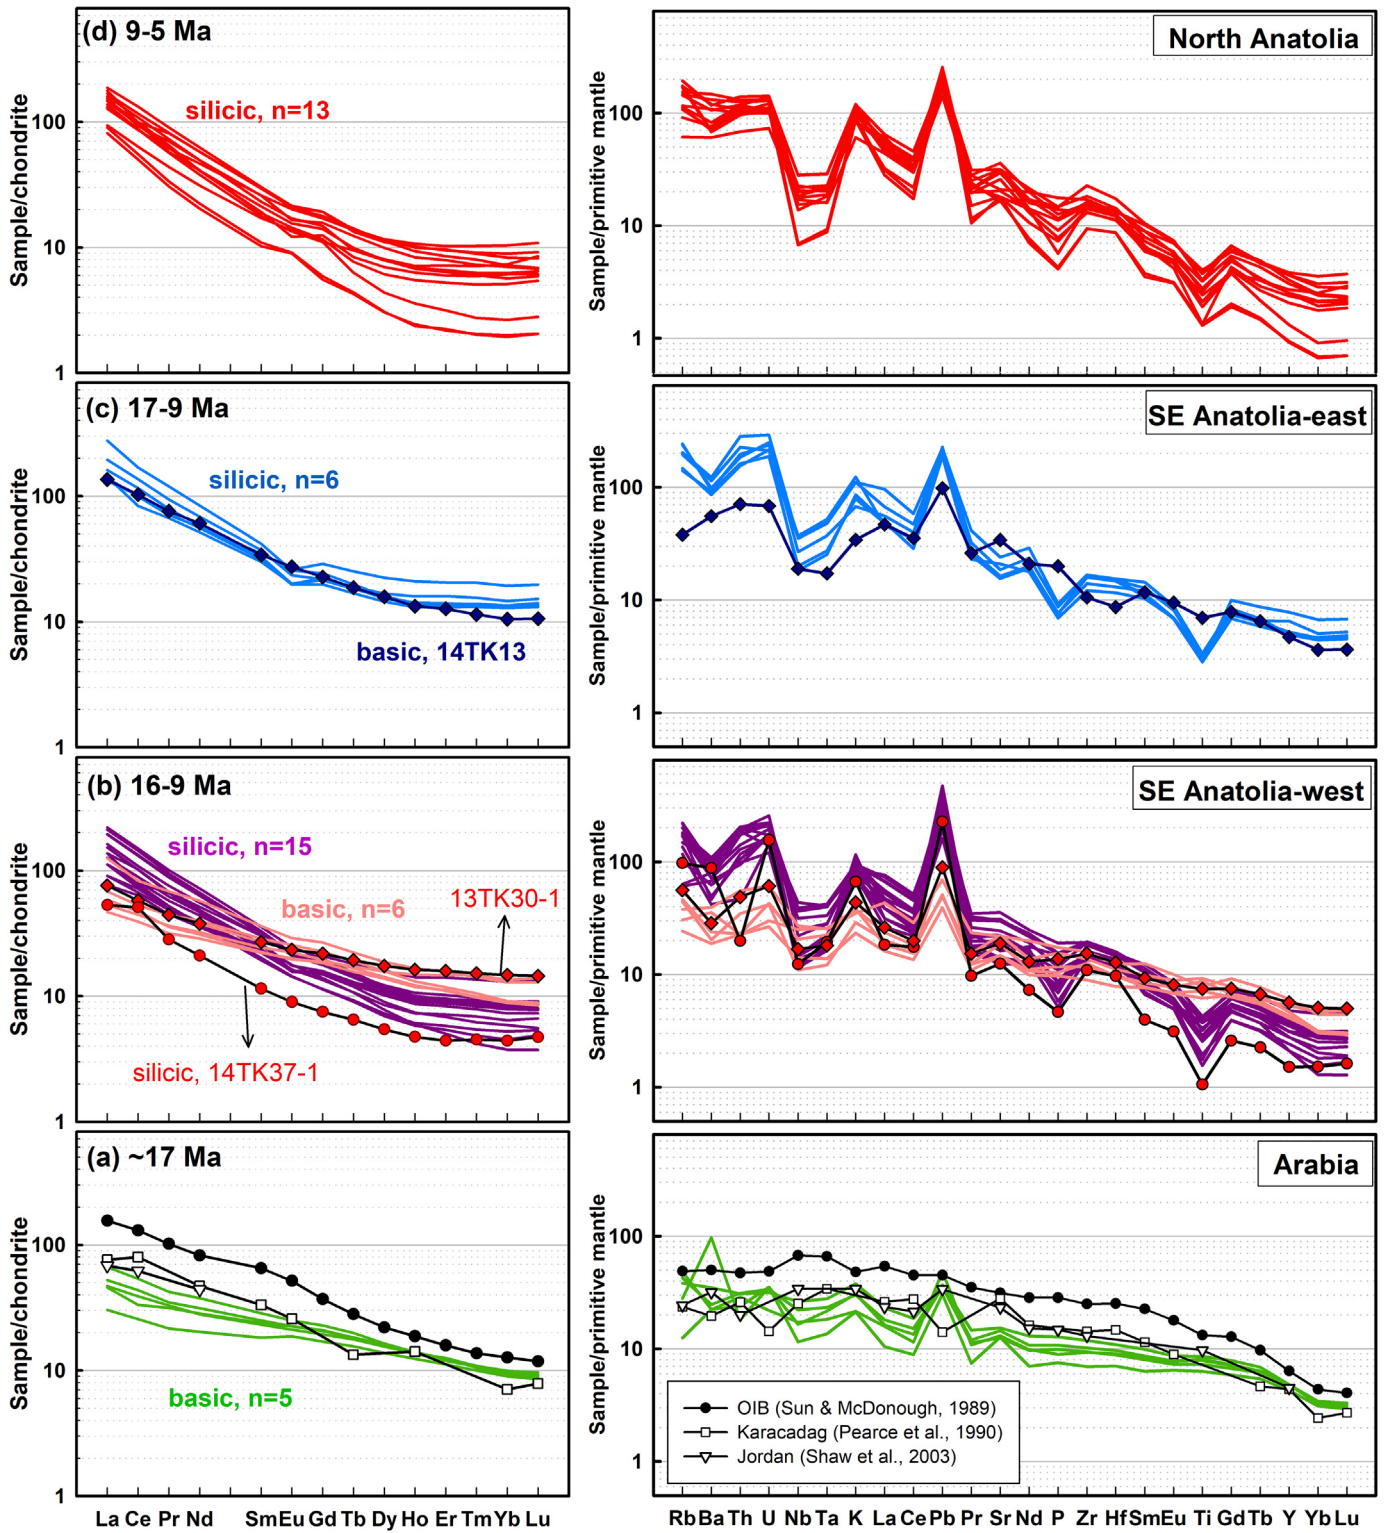 (d) 9-5 Ma
silicic, n=13
Sample/chondrite
100
10
1
North Anatolia
Sample/primitive mantle
100
10
1
(c) 17-9 Ma
silicic, n=6
basic, 14TK13
Sample/chondrite
100
10
1
SE Anatolia-east
Sample/primitive mantle
100
10
1
(b) 16-9 Ma
silicic, n=15
basic, n=6
13TK30-1
silicic, 14TK37-1
Sample/chondrite
100
10
1
SE Anatolia-west
Sample/primitive mantle
100
10
1
(a) ~17 Ma
basic, n=5
Sample/chondrite
100
10
1
La Ce Pr Nd Sm Eu Gd Tb Dy Ho Er Tm Yb Lu
Arabia
Sample/primitive mantle
100
10
1
OIB (Sun & McDonough, 1989)
Karacadag (Pearce et al., 1990)
Jordan (Shaw et al., 2003)
Rb Ba Th U Nb Ta K La Ce Pb Pr Sr Nd P Zr Hf Sm Eu Ti Gd Tb Y Yb Lu